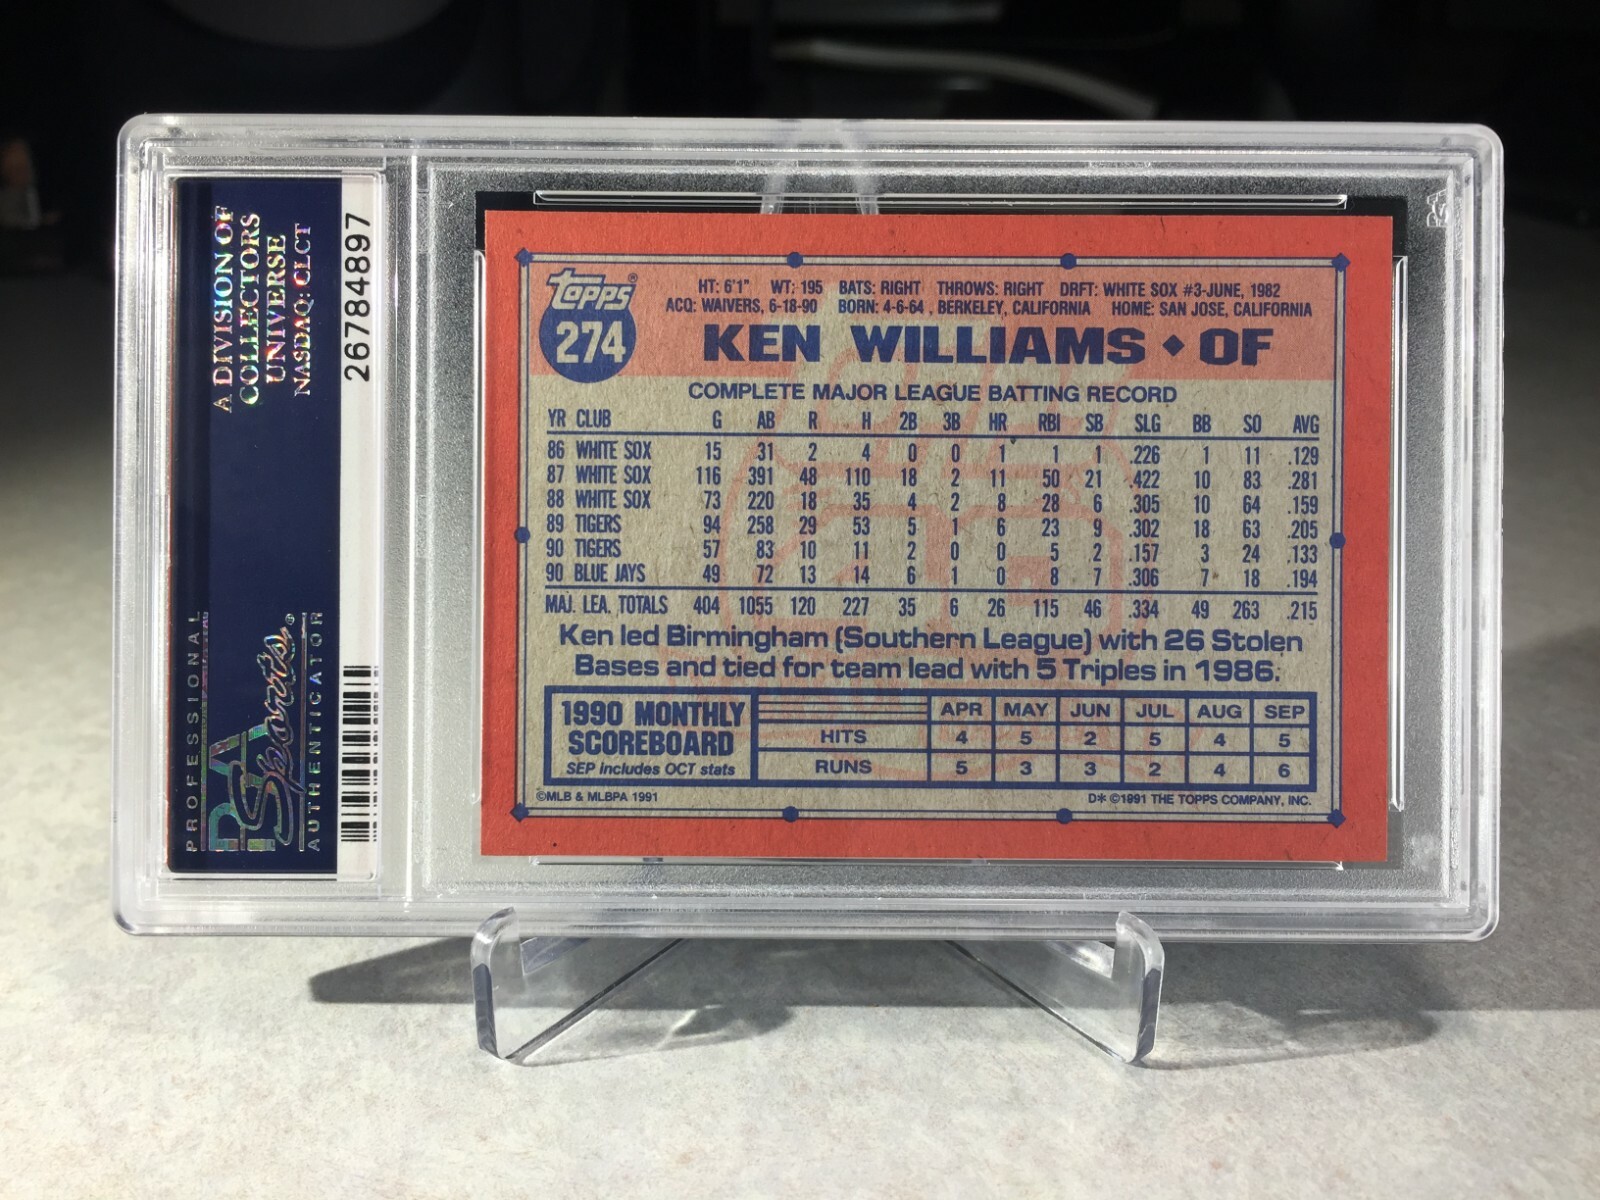 A DIVISION OF
COLLECTORS
UNIVERSE
NASDAQ: CLCT
26784897
PROFESSIONAL
PSA
Sports®
AUTHENTICATOR
topps®
274
HT: 6'1" WT: 195 BATS: RIGHT THROWS: RIGHT DRFT: WHITE SOX #3-JUNE, 1982
ACQ: WAIVERS, 6-18-90 BORN: 4-6-64 , BERKELEY, CALIFORNIA HOME: SAN JOSE, CALIFORNIA
KEN WILLIAMS ◆ OF
COMPLETE MAJOR LEAGUE BATTING RECORD
YR CLUB G AB R H 2B 3B HR RBI SB SLG BB SO AVG
86 WHITE SOX 15 31 2 4 0 0 1 1 1 .226 1 11 .129
87 WHITE SOX 116 391 48 110 18 2 11 50 21 .422 10 83 .281
88 WHITE SOX 73 220 18 35 4 2 8 28 6 .305 10 64 .159
89 TIGERS 94 258 29 53 5 1 6 23 9 .302 18 63 .205
90 TIGERS 57 83 10 11 2 0 0 5 2 .157 3 24 .133
90 BLUE JAYS 49 72 13 14 6 1 0 8 7 .306 7 18 .194
MAJ. LEA. TOTALS 404 1055 120 227 35 6 26 115 46 .334 49 263 .215
Ken led Birmingham (Southern League) with 26 Stolen
Bases and tied for team lead with 5 Triples in 1986.
1990 MONTHLY
SCOREBOARD
SEP includes OCT stats
APR MAY JUN JUL AUG SEP
HITS 4 5 2 5 4 5
RUNS 5 3 3 2 4 6
©MLB & MLBPA 1991
D* ©1991 THE TOPPS COMPANY, INC.